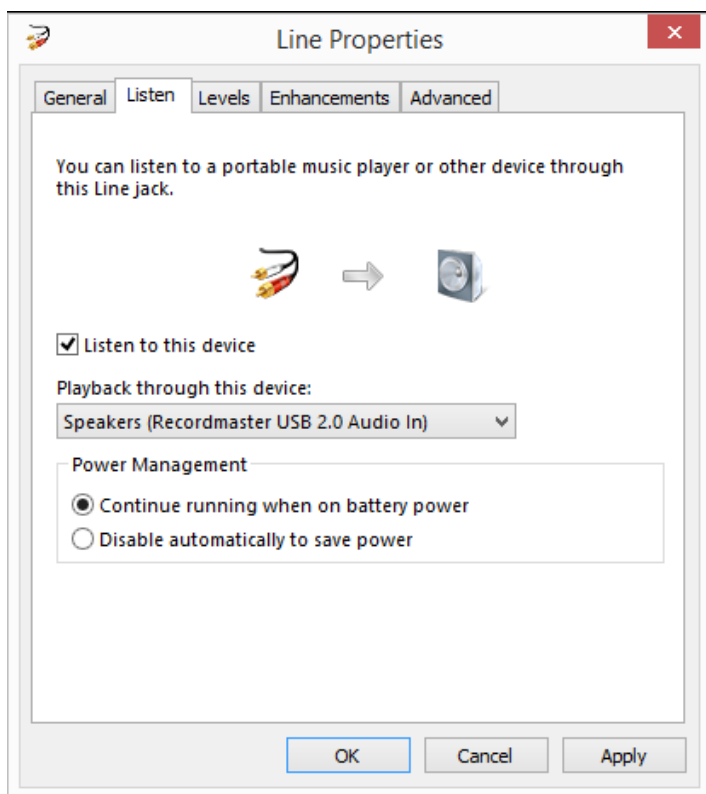 Line Properties
General Listen Levels Enhancements Advanced
You can listen to a portable music player or other device through
this Line jack.
Listen to this device
Playback through this device:
Speakers (Recordmaster USB 2.0 Audio In)
Power Management
Continue running when on battery power
Disable automatically to save power
OK Cancel Apply